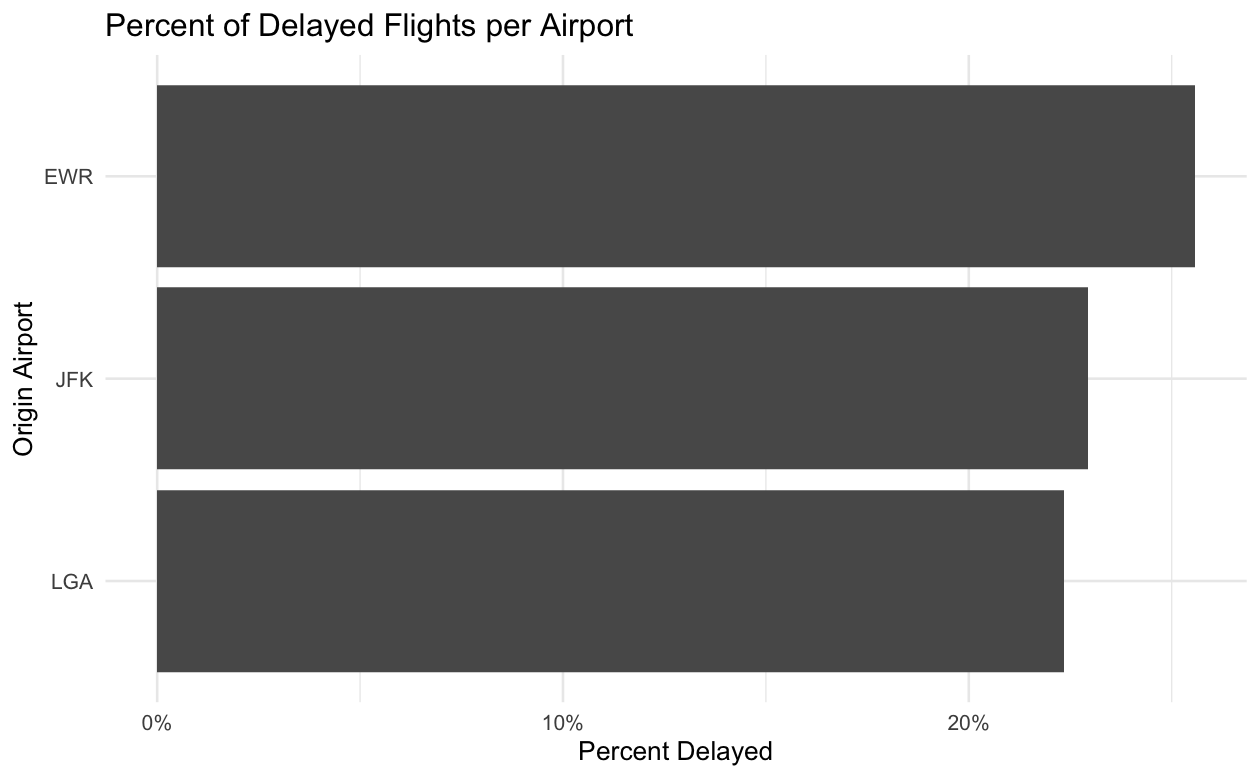 Percent of Delayed Flights per Airport
Origin Airport
EWR
JFK
LGA
0% 10% 20%
Percent Delayed